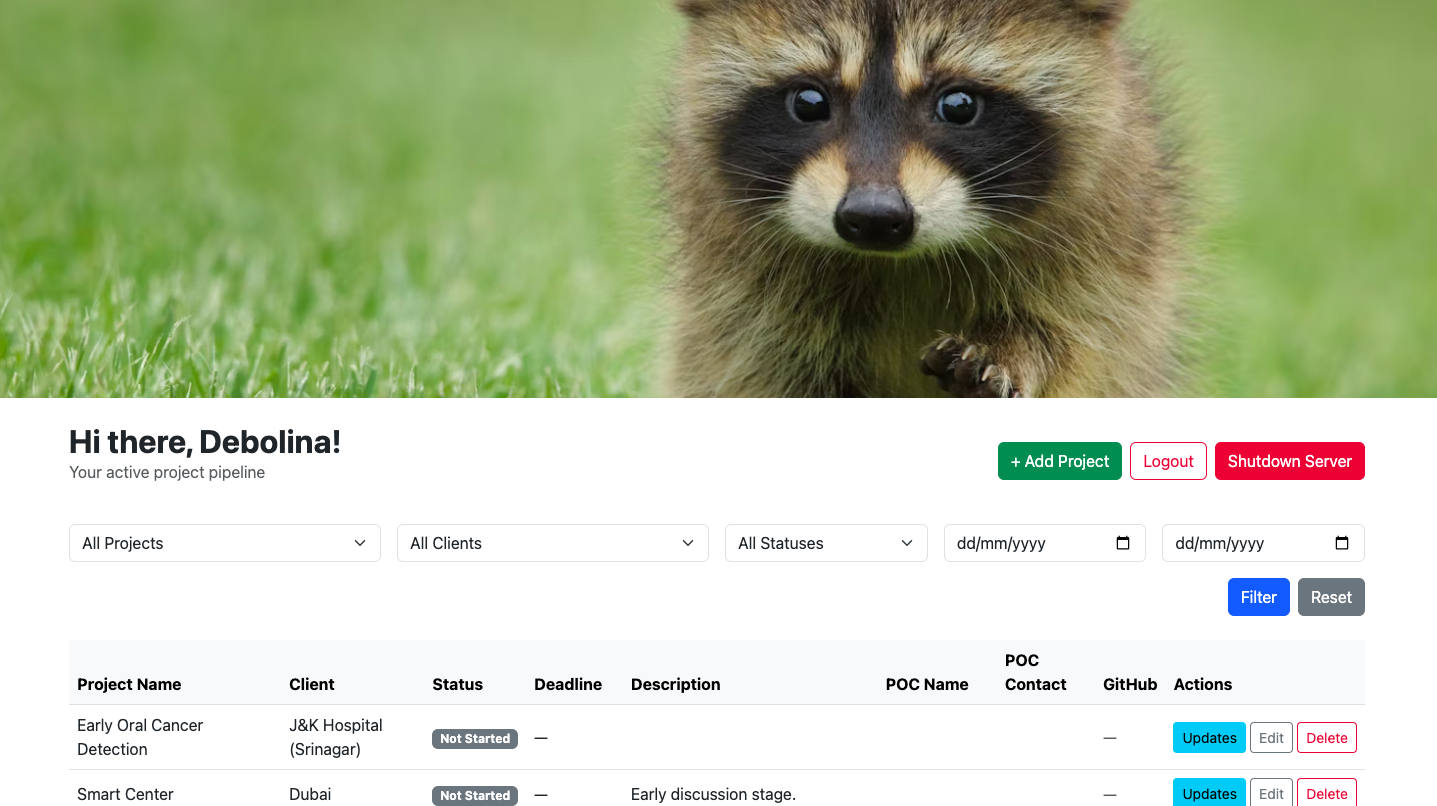 Hi there, Debolina!
Your active project pipeline
+ Add Project
Logout
Shutdown Server
All Projects
All Clients
All Statuses
dd/mm/yyyy
dd/mm/yyyy
Filter
Reset
Project Name Client Status Deadline Description POC Name POC Contact GitHub Actions
Early Oral Cancer Detection J&K Hospital (Srinagar) Not Started — — Updates Edit Delete
Smart Center Dubai Not Started — Early discussion stage. — Updates Edit Delete